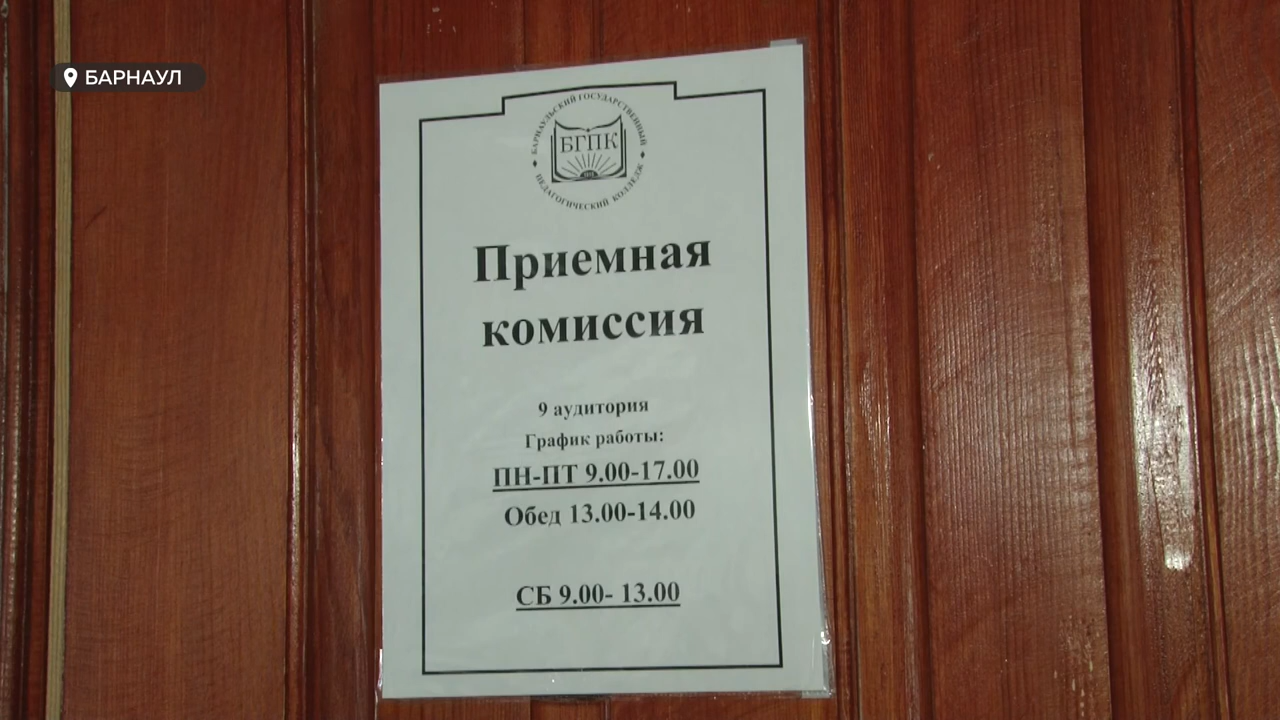 БАРНАУЛ
БАРНАУЛЬСКИЙ ГОСУДАРСТВЕННЫЙ
БГПК
ПЕДАГОГИЧЕСКИЙ КОЛЛЕДЖ
Приемная
комиссия
9 аудитория
График работы:
ПН-ПТ 9.00-17.00
Обед 13.00-14.00
СБ 9.00- 13.00